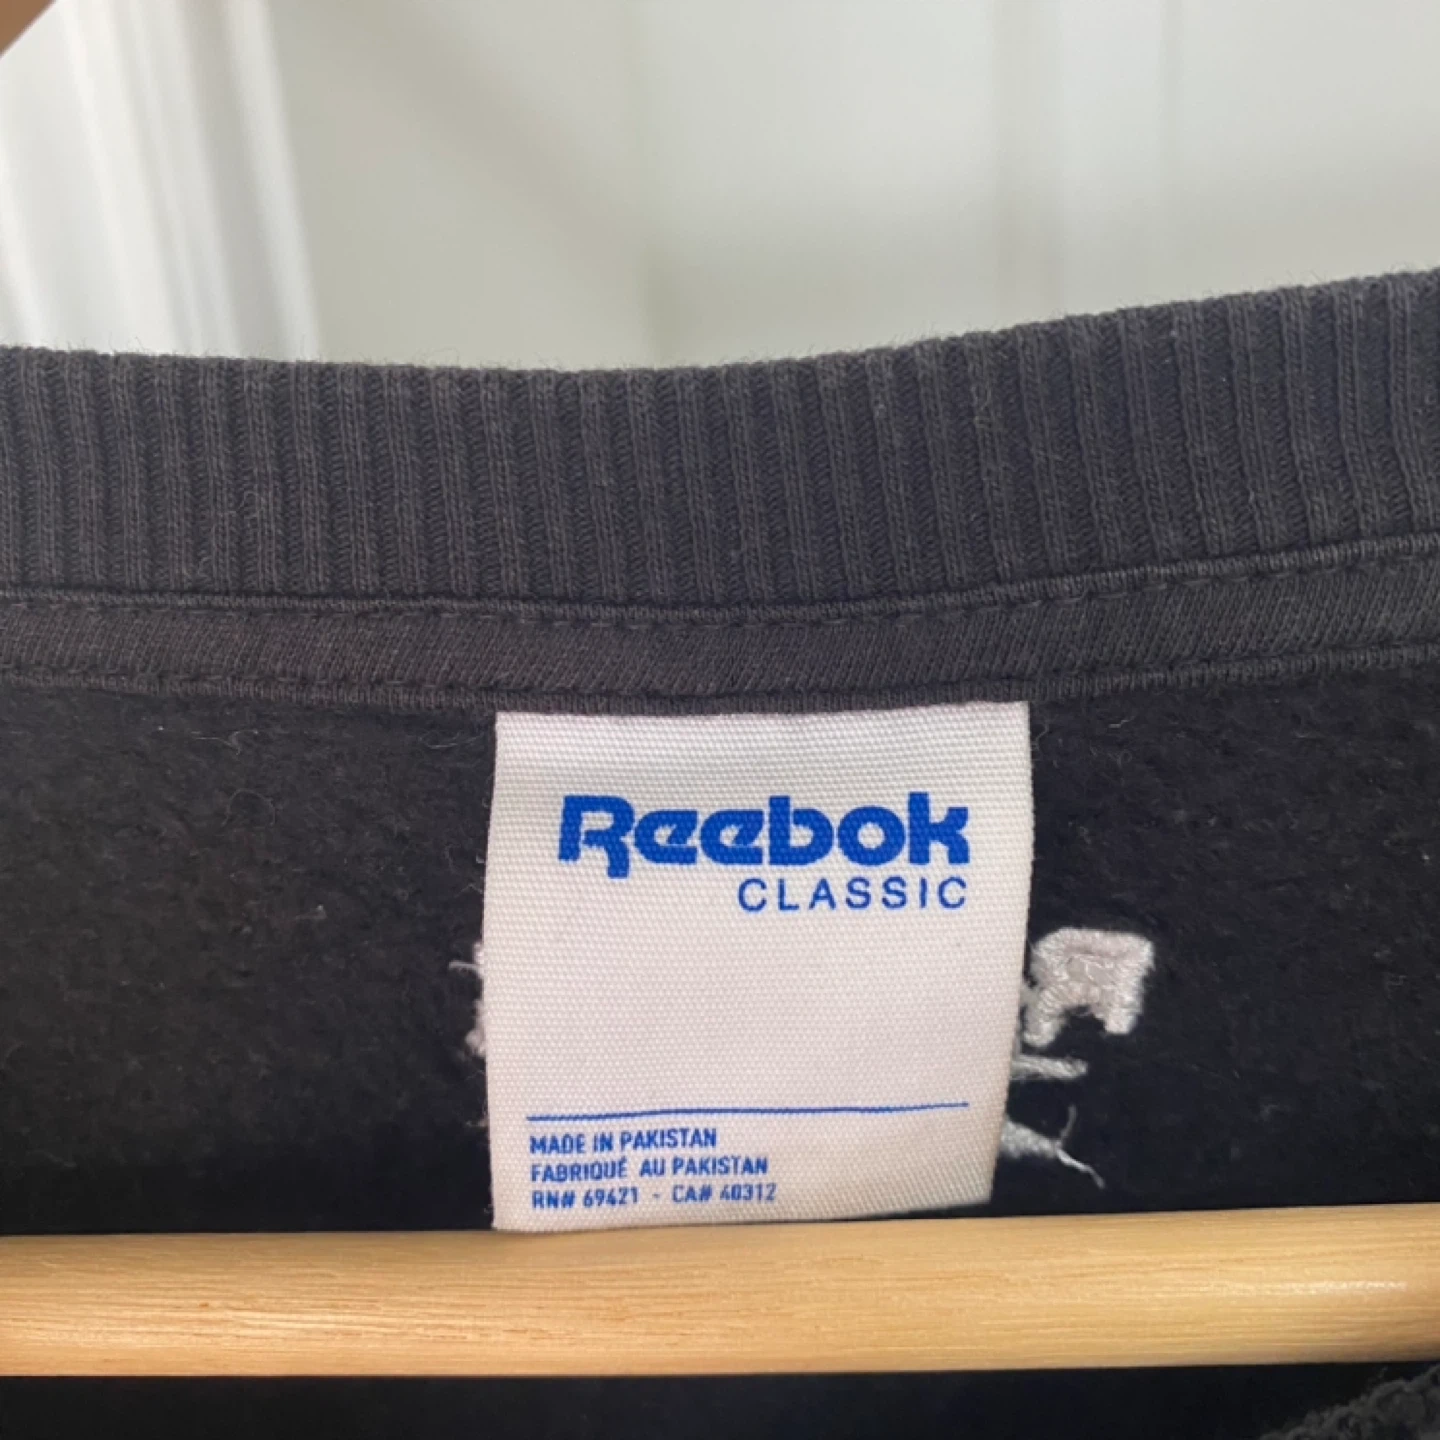 Reebok
CLASSIC
MADE IN PAKISTAN
FABRIQUÉ AU PAKISTAN
RN# 69421 - CA# 40312